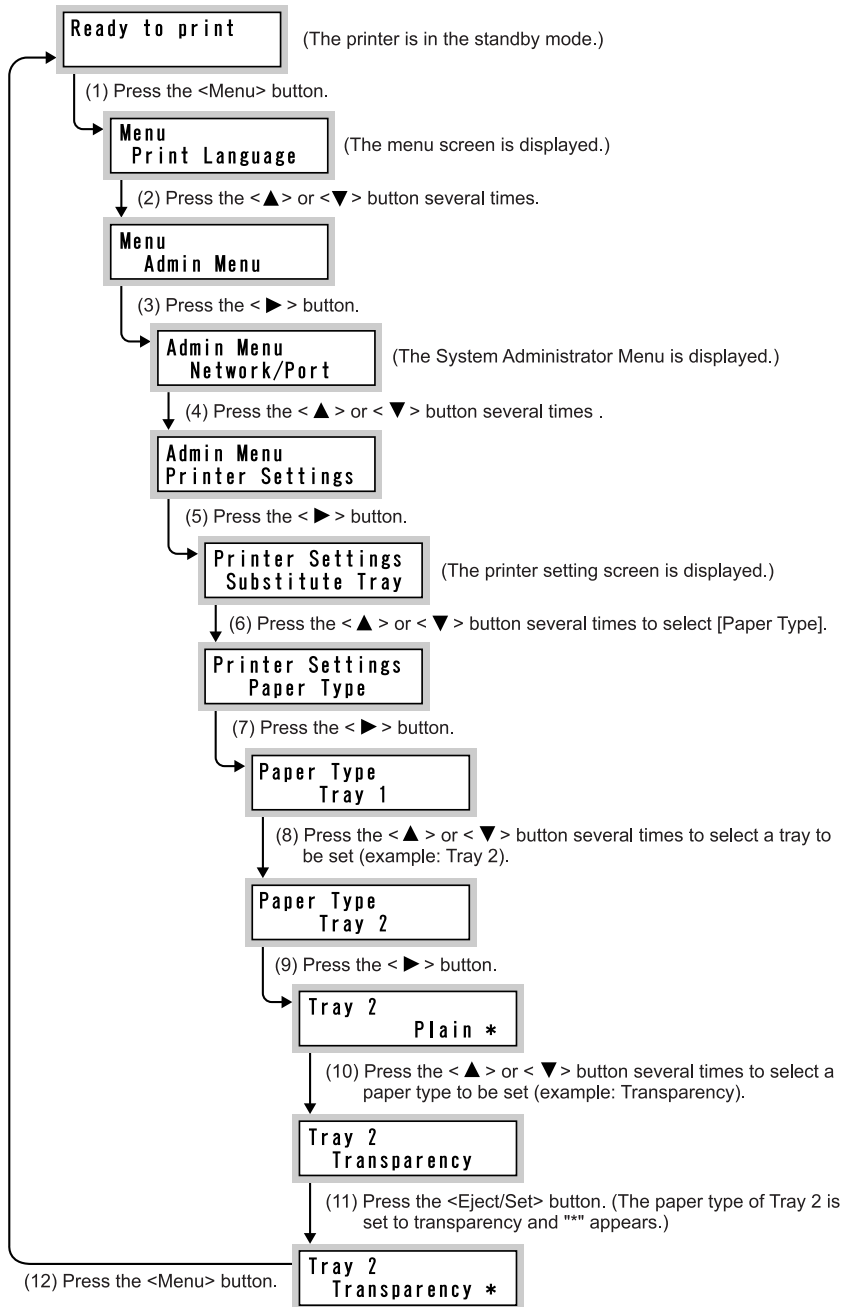 Ready to print
(The printer is in the standby mode.)
(1) Press the <Menu> button.
Menu
Print Language
(The menu screen is displayed.)
(2) Press the <▲> or <▼> button several times.
Menu
Admin Menu
(3) Press the < ▶ > button.
Admin Menu
Network/Port
(The System Administrator Menu is displayed.)
(4) Press the < ▲ > or < ▼ > button several times .
Admin Menu
Printer Settings
(5) Press the < ▶ > button.
Printer Settings
Substitute Tray
(The printer setting screen is displayed.)
(6) Press the < ▲ > or < ▼ > button several times to select [Paper Type].
Printer Settings
Paper Type
(7) Press the < ▶ > button.
Paper Type
Tray 1
(8) Press the < ▲ > or < ▼ > button several times to select a tray to
be set (example: Tray 2).
Paper Type
Tray 2
(9) Press the < ▶ > button.
Tray 2
Plain *
(10) Press the < ▲ > or < ▼ > button several times to select a
paper type to be set (example: Transparency).
Tray 2
Transparency
(11) Press the <Eject/Set> button. (The paper type of Tray 2 is
set to transparency and "*" appears.)
(12) Press the <Menu> button.
Tray 2
Transparency *